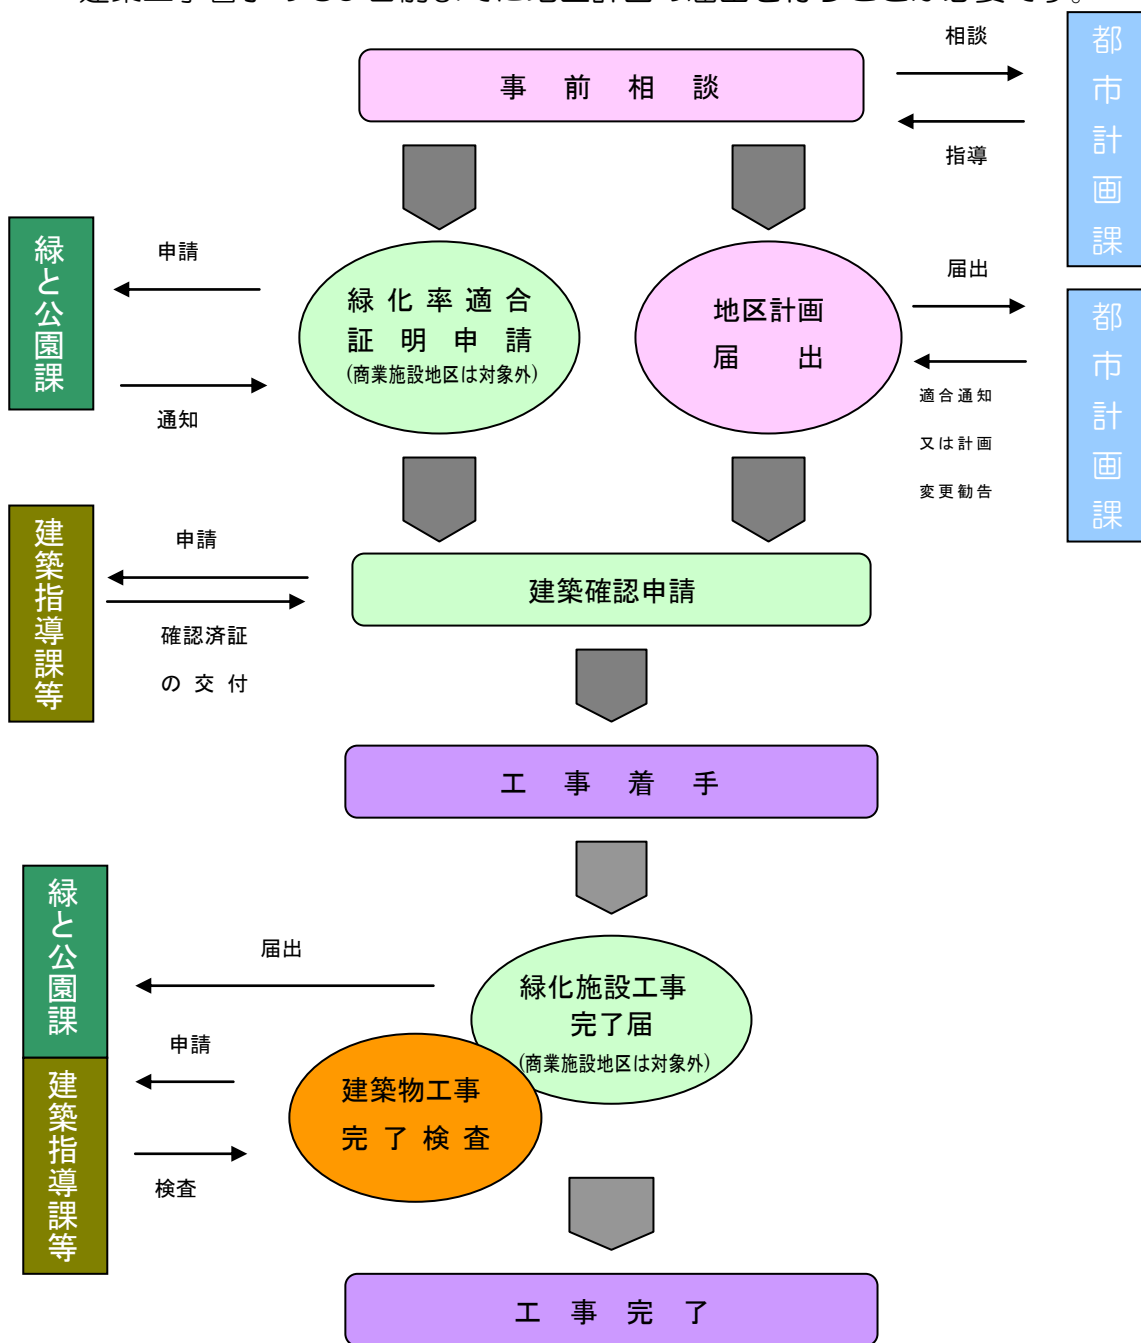 相談
事前相談
都市計画課
指導
緑と公園課
申請
緑化率適合
証明申請
(商業施設地区は対象外)
通知
地区計画
届出
届出
都市計画課
適合通知
又は計画
変更勧告
建築指導課等
申請
建築確認申請
確認済証
の交付
工事着手
緑と公園課
届出
緑化施設工事
完了届
(商業施設地区は対象外)
建築指導課等
申請
建築物工事
完了検査
検査
工事完了